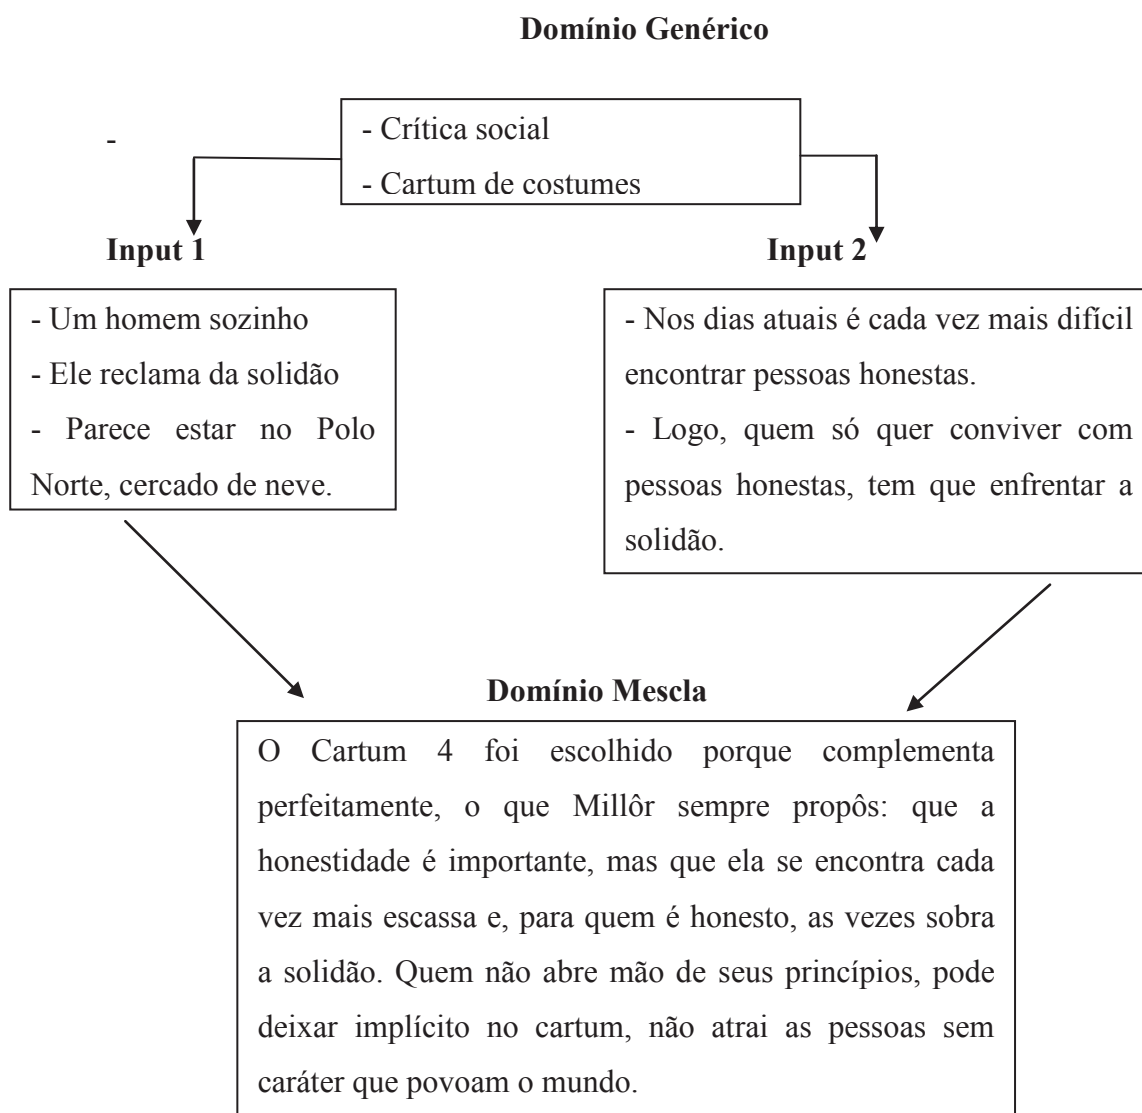 Domínio Genérico
-
- Crítica social
- Cartum de costumes
Input 1
Input 2
- Um homem sozinho
- Ele reclama da solidão
- Parece estar no Polo
Norte, cercado de neve.
- Nos dias atuais é cada vez mais difícil
encontrar pessoas honestas.
- Logo, quem só quer conviver com
pessoas honestas, tem que enfrentar a
solidão.
Domínio Mescla
O Cartum 4 foi escolhido porque complementa
perfeitamente, o que Millôr sempre propôs: que a
honestidade é importante, mas que ela se encontra cada
vez mais escassa e, para quem é honesto, as vezes sobra
a solidão. Quem não abre mão de seus princípios, pode
deixar implícito no cartum, não atrai as pessoas sem
caráter que povoam o mundo.